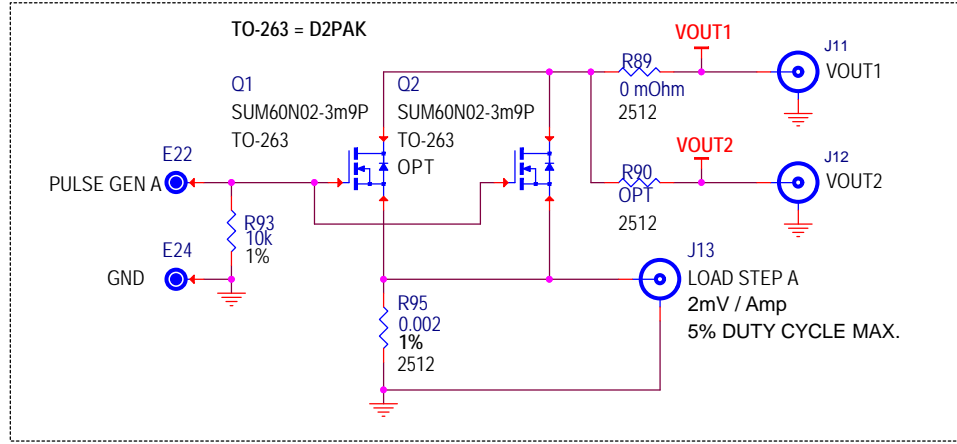 TO-263 = D2PAK
Q1
SUM60N02-3m9P
TO-263
Q2
SUM60N02-3m9P
TO-263
OPT
R89
0 mOhm
2512
VOUT1
J11
VOUT1
VOUT2
R90
OPT
2512
J12
VOUT2
E22
PULSE GEN A
R93
10k
1%
E24
GND
J13
LOAD STEP A
2mV / Amp
5% DUTY CYCLE MAX.
R95
0.002
1%
2512